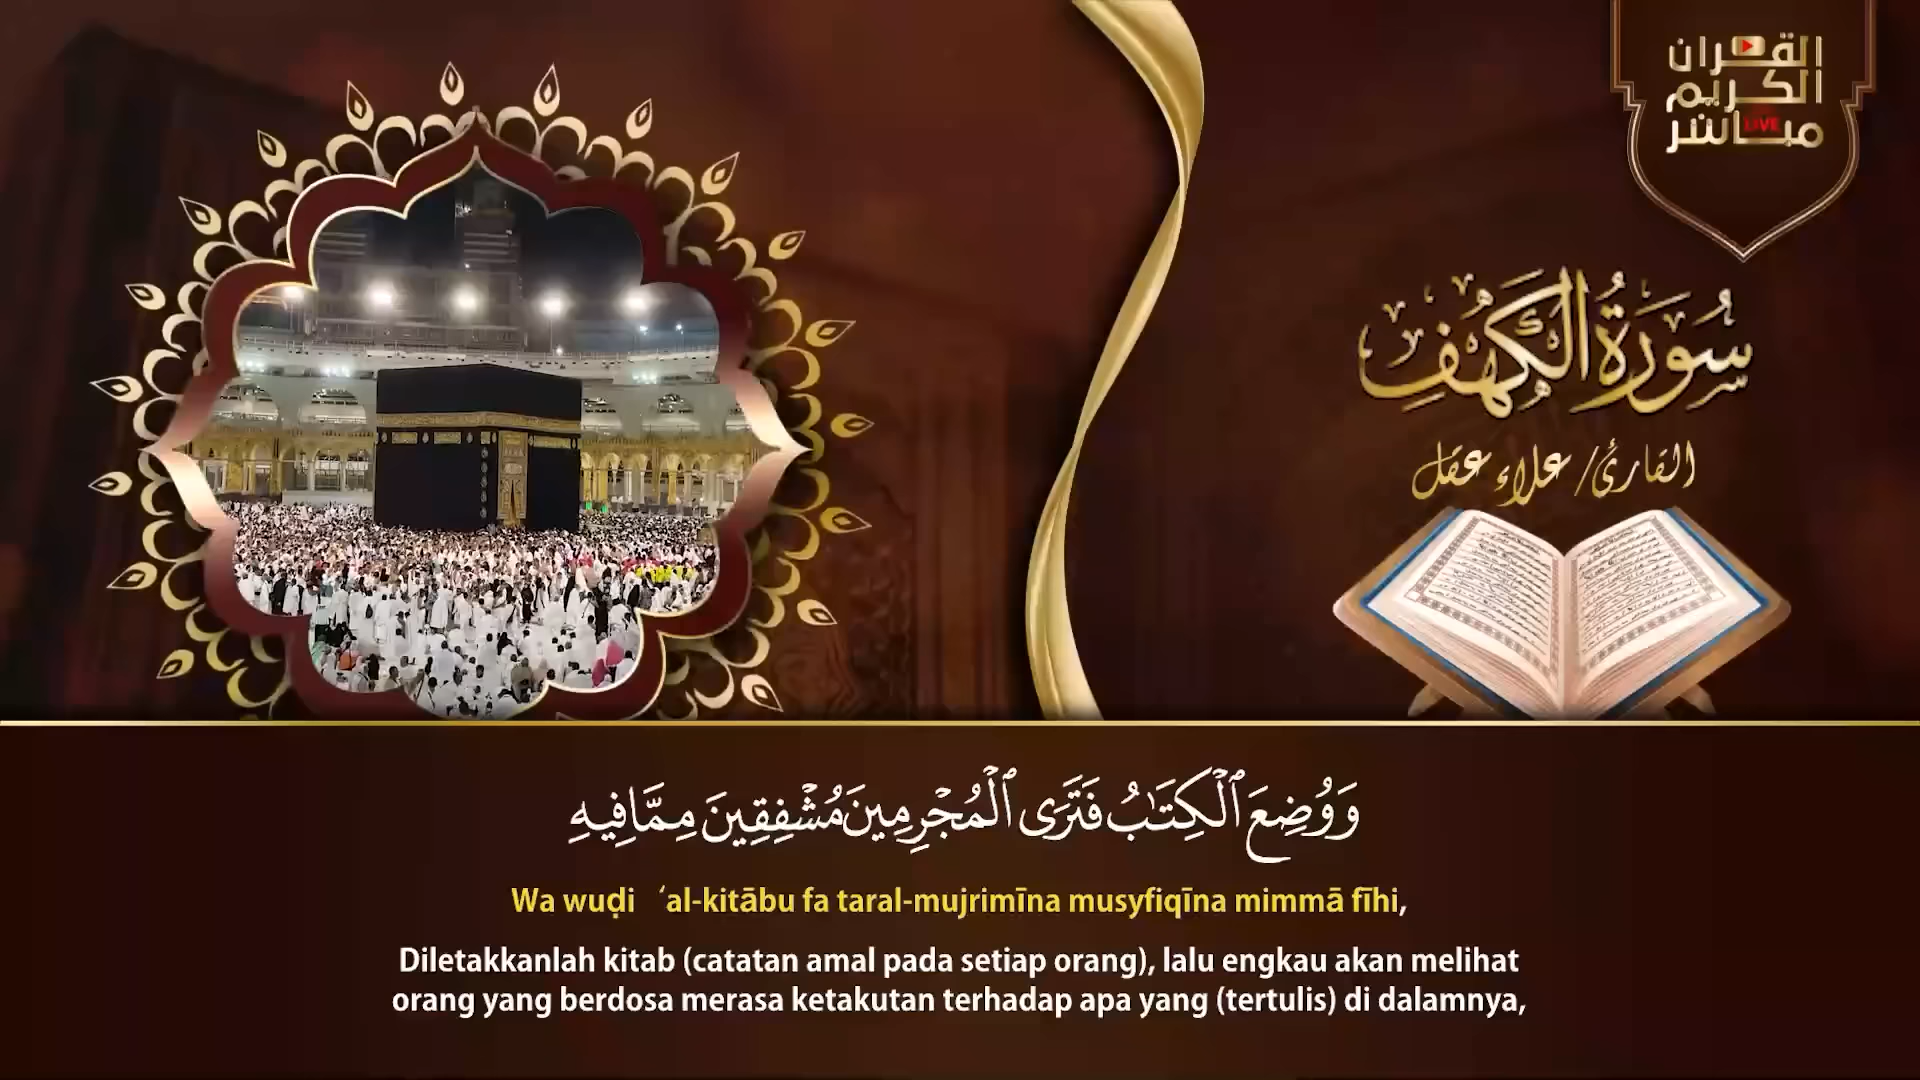 القرآن
الكريم
مباشر
LIVE
سُورَةُ الكَهْفِ
القارئ/ علاء عقل
وَوُضِعَ ٱلْكِتَـٰبُ فَتَرَى ٱلْمُجْرِمِينَ مُشْفِقِينَ مِمَّا فِيهِ
Wa wuḍi ‘al-kitābu fa taral-mujrimīna musyfiqīna mimmā fīhi,
Diletakkanlah kitab (catatan amal pada setiap orang), lalu engkau akan melihat
orang yang berdosa merasa ketakutan terhadap apa yang (tertulis) di dalamnya,